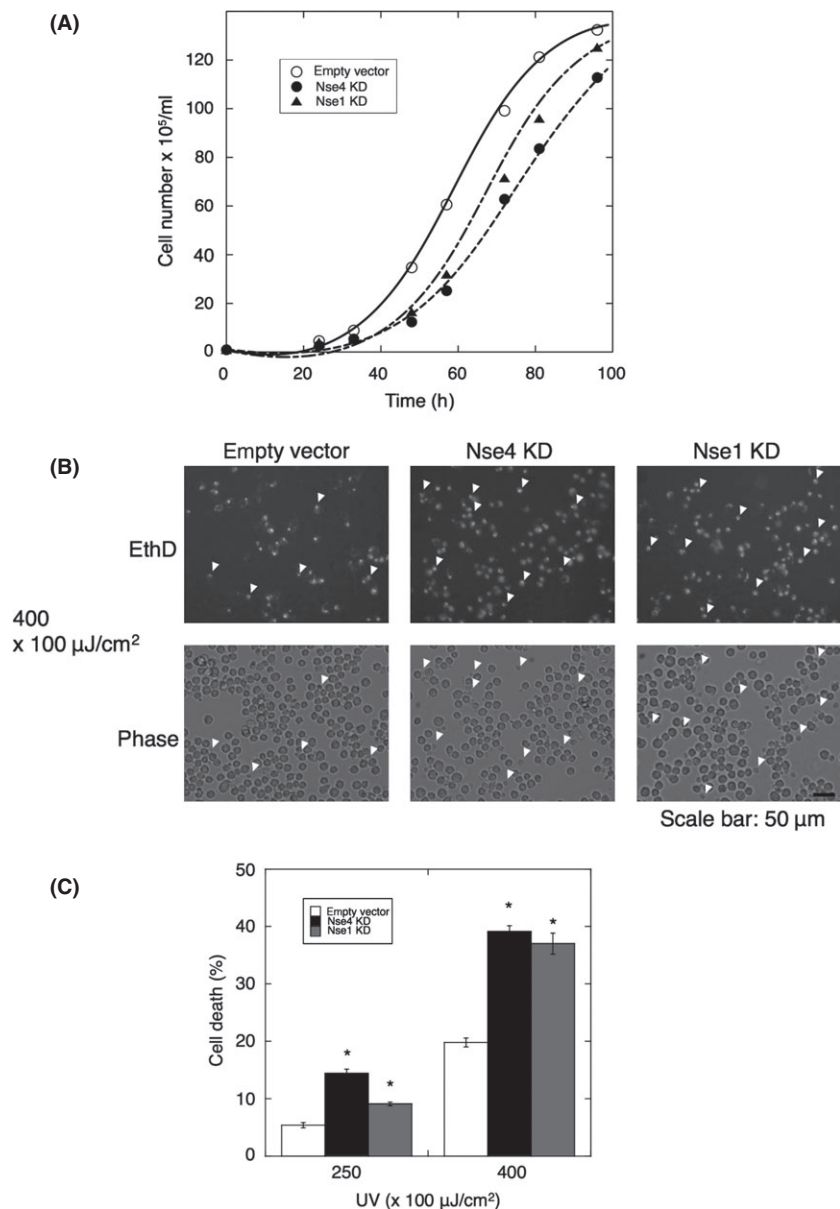 (A)
120
100
80
60
40
20
0
Cell number x 10⁵/ml
Empty vector
Nse4 KD
Nse1 KD
0 20 40 60 80 100
Time (h)
(B)
Empty vector Nse4 KD Nse1 KD
EthD
400
x 100 µJ/cm²
Phase
Scale bar: 50 µm
(C)
50
40
30
20
10
0
Cell death (%)
Empty vector
Nse4 KD
Nse1 KD
* * * *
250 400
UV (x 100 µJ/cm²)